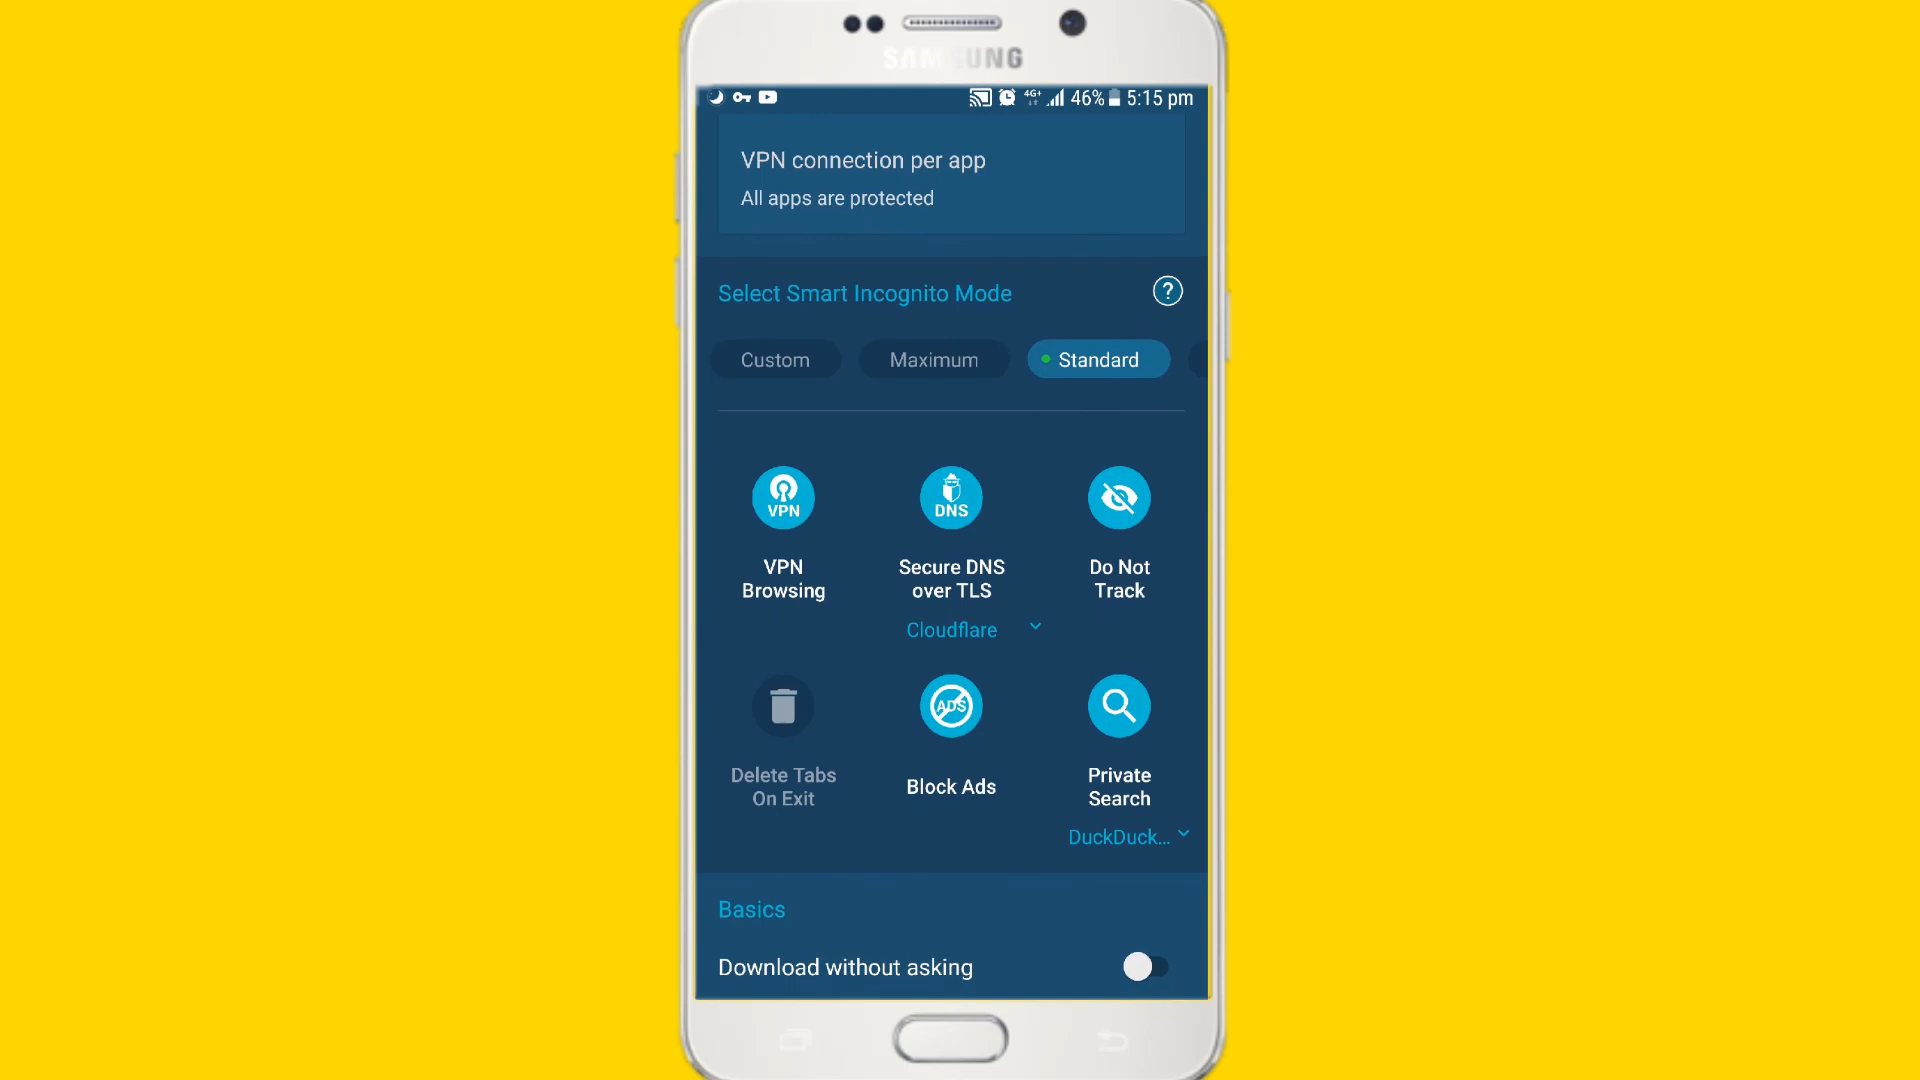 SAMSUNG
4G+ 46% 5:15 pm
VPN connection per app
All apps are protected
Select Smart Incognito Mode
?
Custom Maximum Standard
VPN DNS
VPN Browsing
Secure DNS over TLS
Do Not Track
Cloudflare
ADS
Delete Tabs On Exit
Block Ads
Private Search
DuckDuck...
Basics
Download without asking